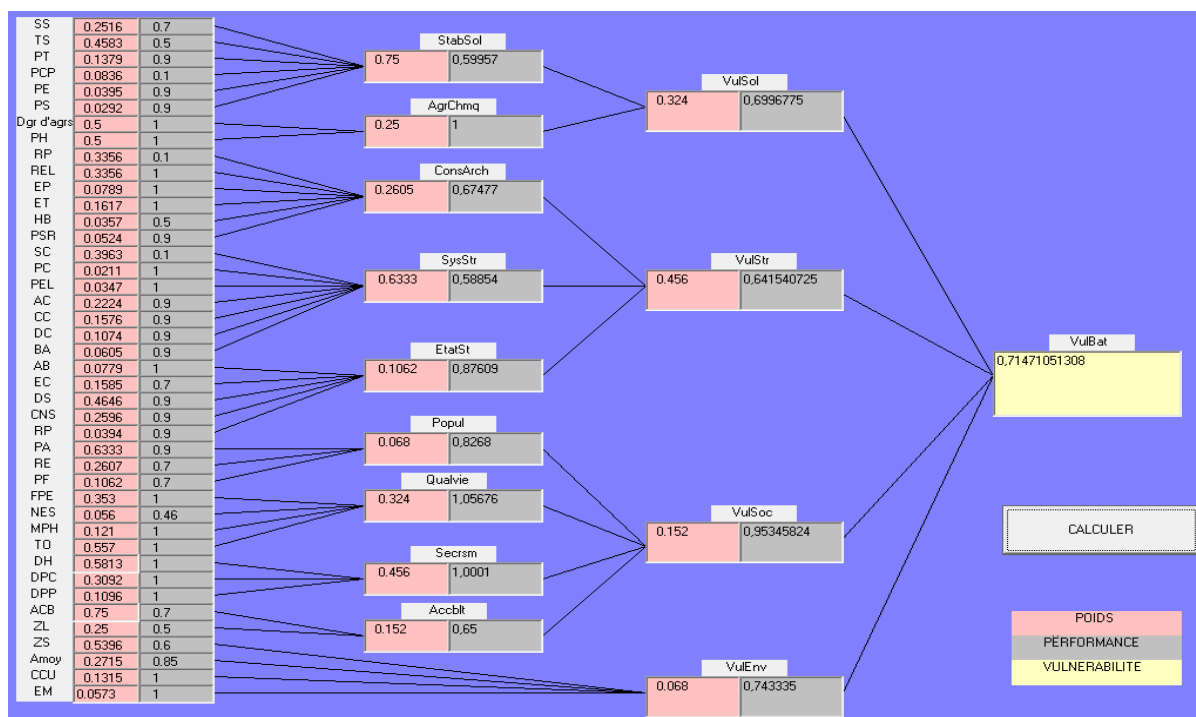 SS 0.2516 0.7
TS 0.4583 0.5
PT 0.1379 0.9
PCP 0.0836 0.1
PE 0.0395 0.9
PS 0.0292 0.9
Dgr d'agrs 0.5 1
PH 0.5 1
RP 0.3356 0.1
REL 0.3356 1
EP 0.0789 1
ET 0.1617 1
HB 0.0357 0.5
PSR 0.0524 0.9
SC 0.3963 0.1
PC 0.0211 1
PEL 0.0347 1
AC 0.2224 0.9
CC 0.1576 0.9
DC 0.1074 0.9
BA 0.0605 0.9
AB 0.0779 1
EC 0.1585 0.7
DS 0.4646 0.9
CNS 0.2596 0.9
RP 0.0394 0.9
PA 0.6333 0.9
RE 0.2607 0.7
PF 0.1062 0.7
FPE 0.353 1
NES 0.056 0.46
MPH 0.121 1
TO 0.557 1
DH 0.5813 1
DPC 0.3092 1
DPP 0.1096 1
ACB 0.75 0.7
ZL 0.25 0.5
ZS 0.5396 0.6
Amoy 0.2715 0.85
CCU 0.1315 1
EM 0.0573 1
StabSol
0.75 0,59957
AgrChmq
0.25 1
ConsArch
0.2605 0,67477
SysStr
0.6333 0,58854
EtatSt
0.1062 0,87609
Popul
0.068 0,8268
Qualvie
0.324 1,05676
Secrsm
0.456 1,0001
Accblt
0.152 0,65
VulSol
0.324 0,6996775
VulStr
0.456 0,641540725
VulSoc
0.152 0,95345824
VulEnv
0.068 0,743335
VulBat
0,71471051308
CALCULER
POIDS
PËRFORMANCE
VULNERABILITE